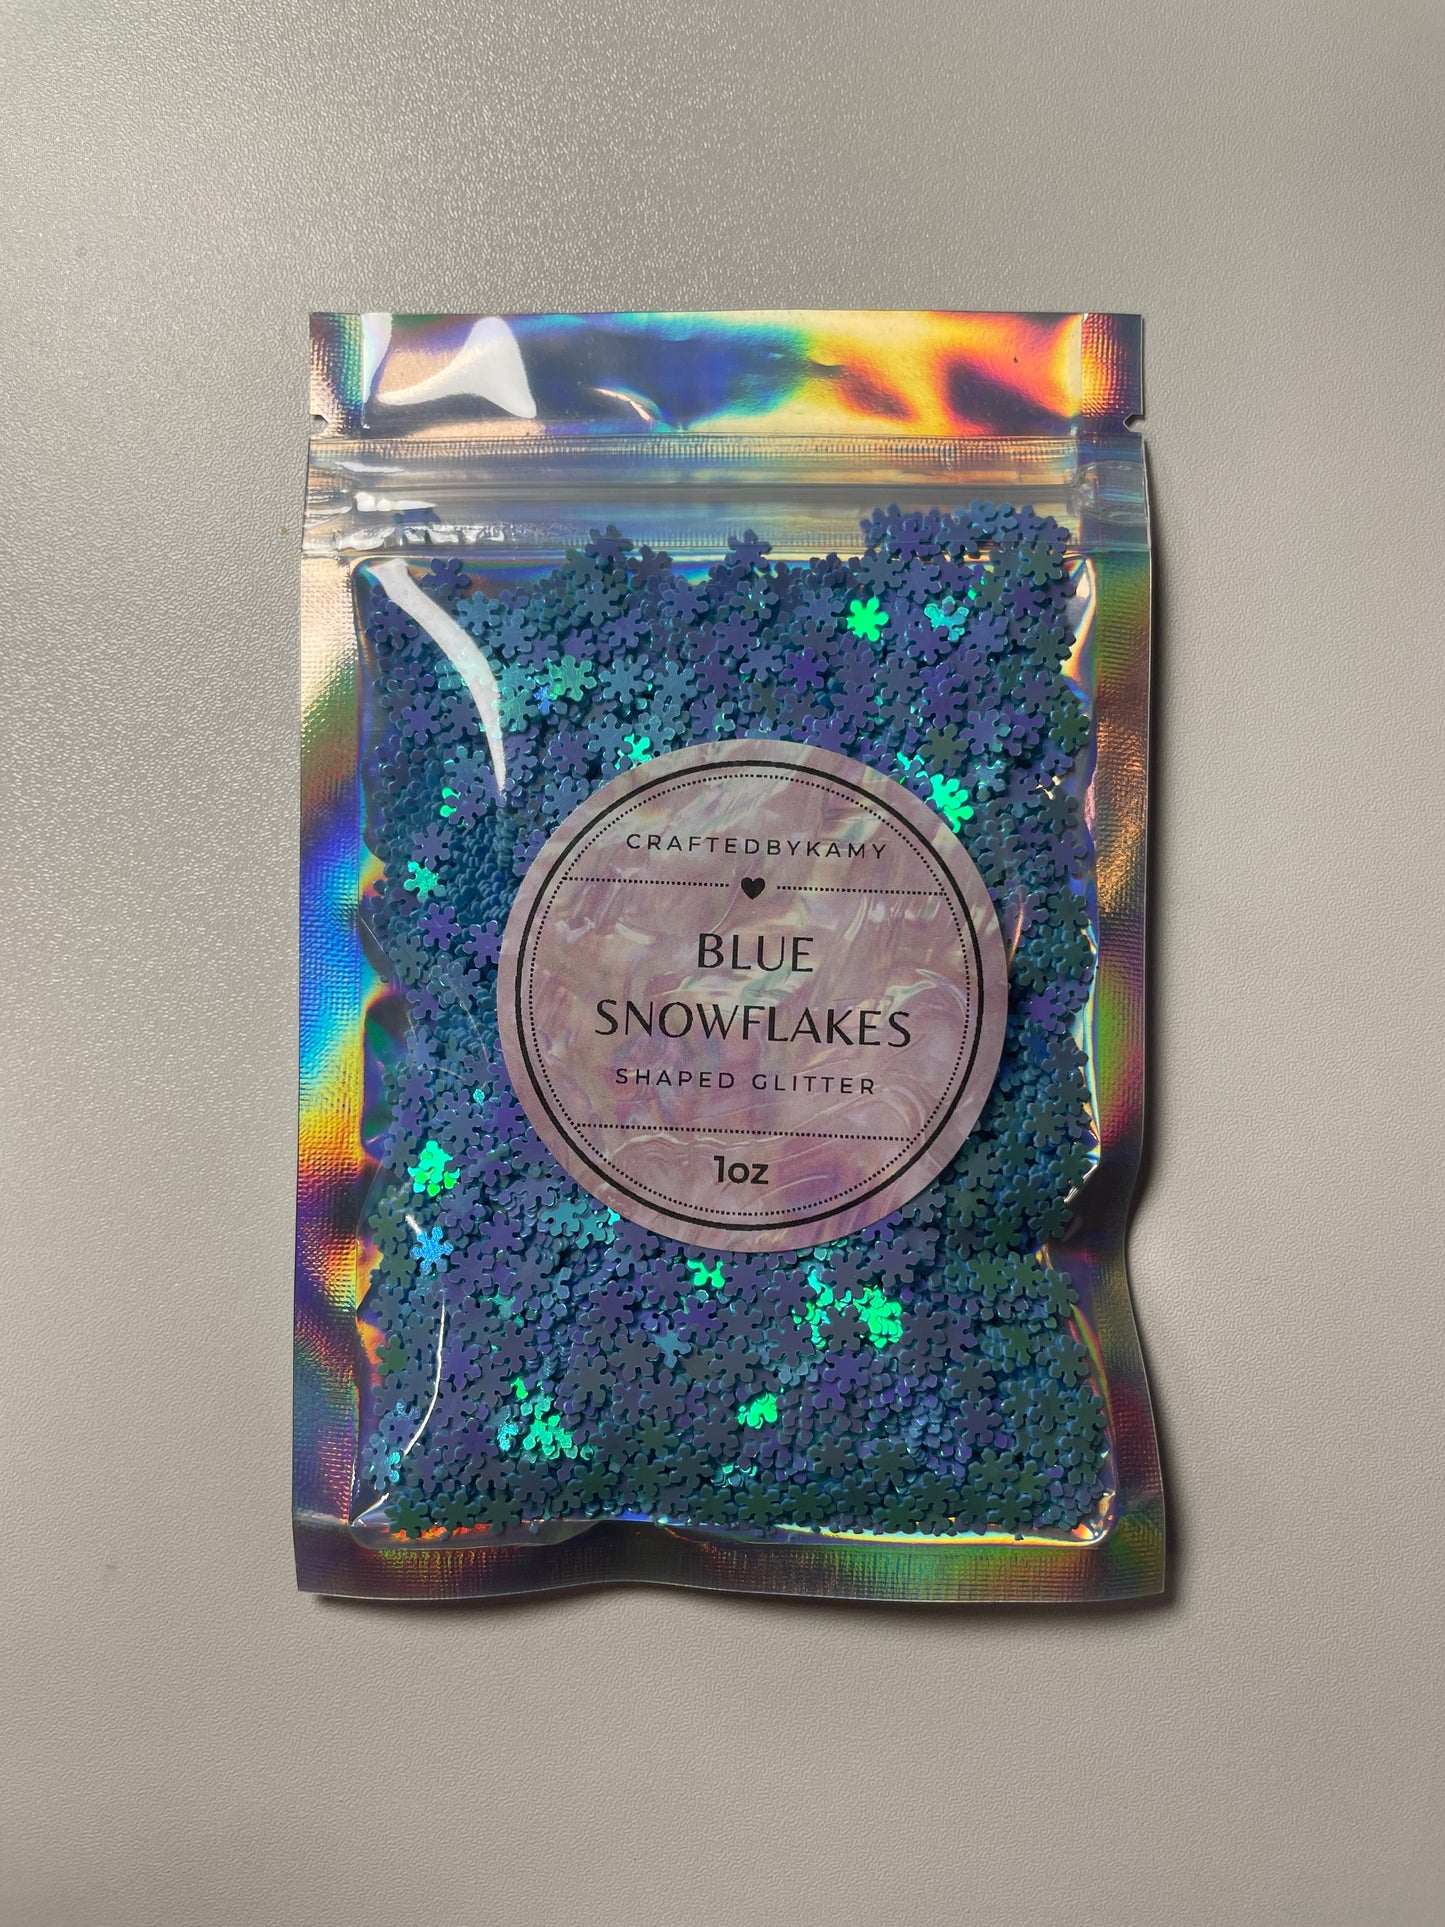 CRAFTEDBYKAMY
BLUE
SNOWFLAKES
SHAPED GLITTER
1oz